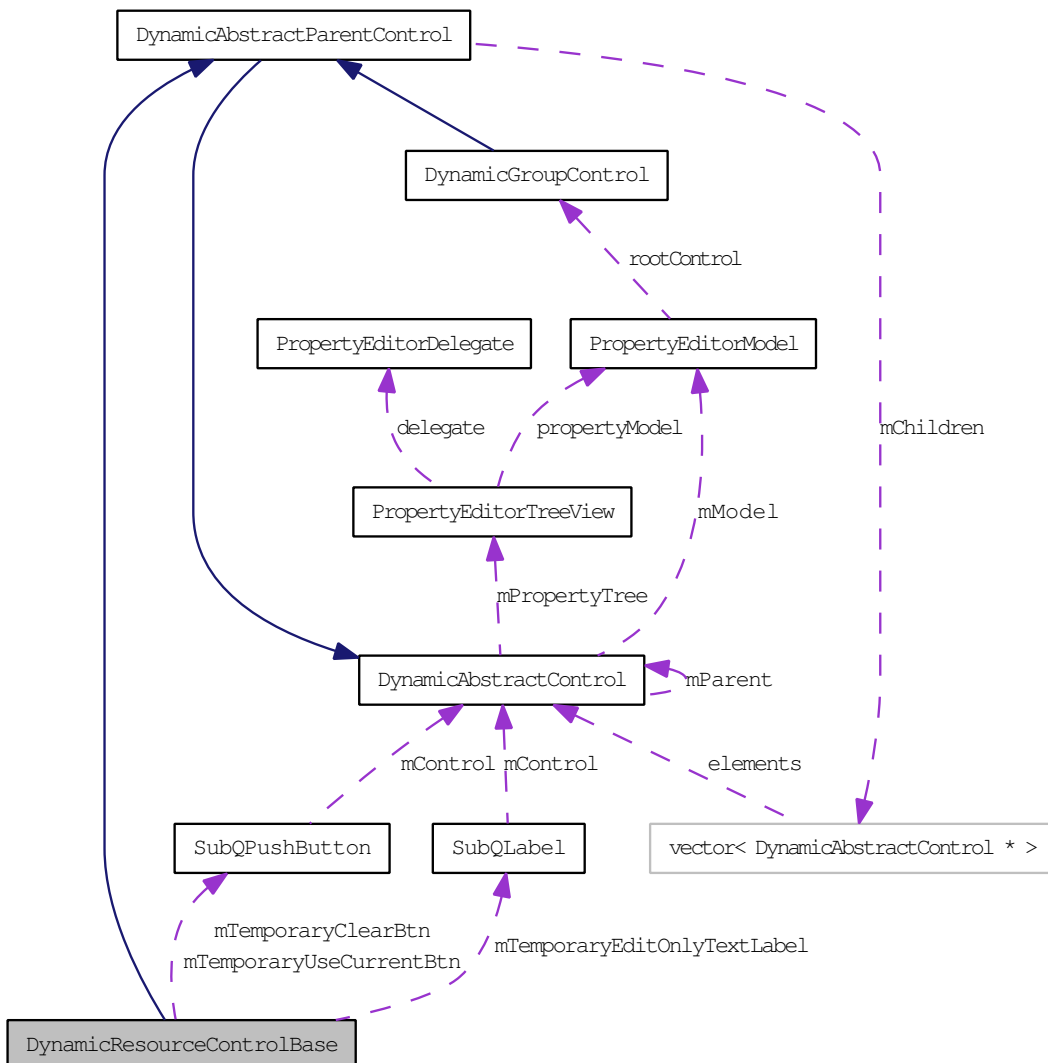 DynamicAbstractParentControl
DynamicGroupControl
rootControl
PropertyEditorDelegate
PropertyEditorModel
delegate
propertyModel
mChildren
PropertyEditorTreeView
mModel
mPropertyTree
DynamicAbstractControl
mParent
mControl
mControl
elements
SubQPushButton
SubQLabel
vector< DynamicAbstractControl * >
mTemporaryClearBtn
mTemporaryUseCurrentBtn
mTemporaryEditOnlyTextLabel
DynamicResourceControlBase